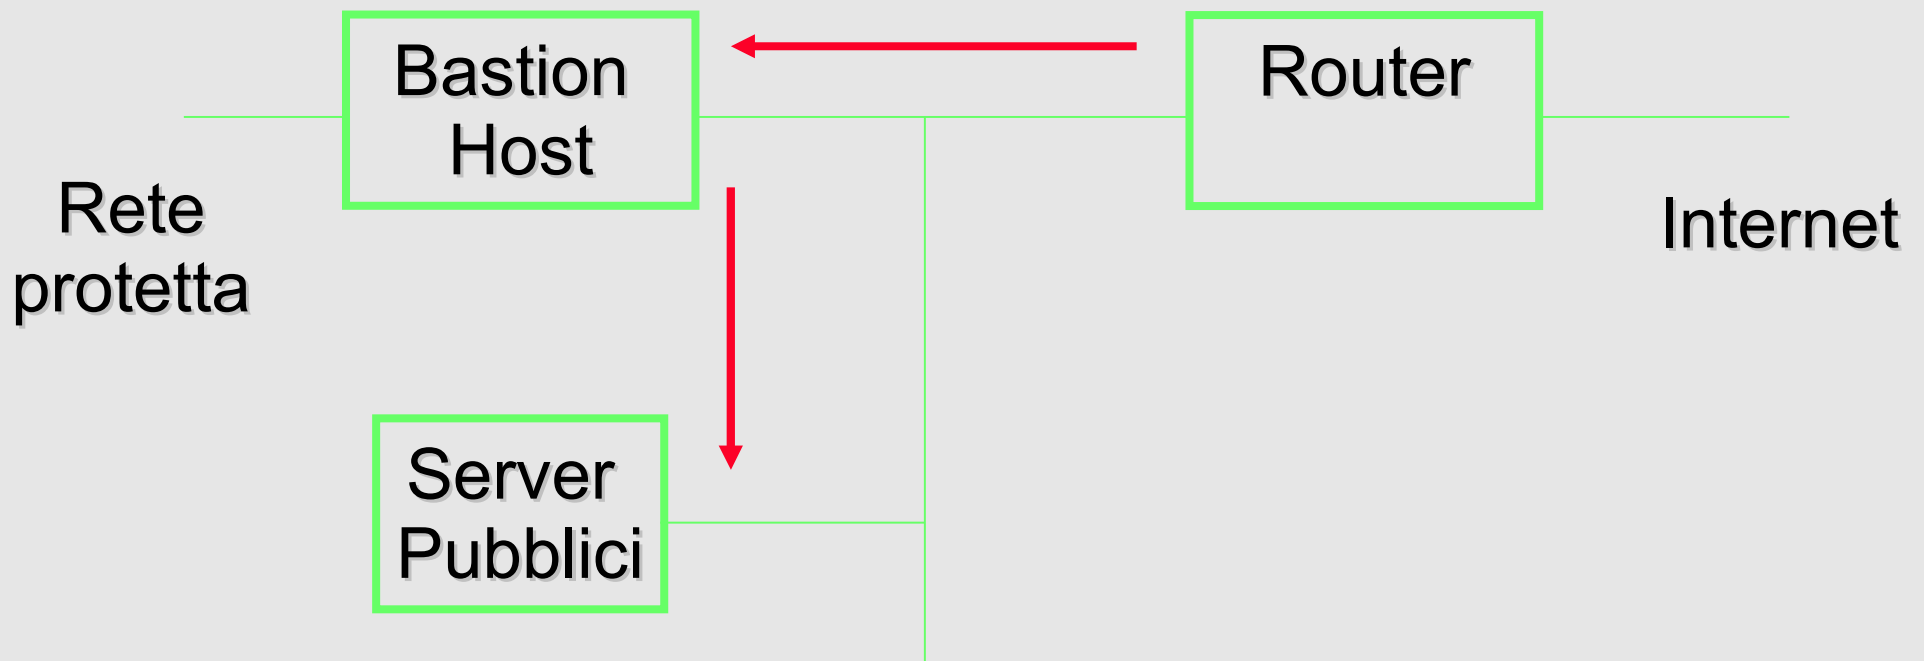 Bastion
Host
Router
Rete
protetta
Internet
Server
Pubblici